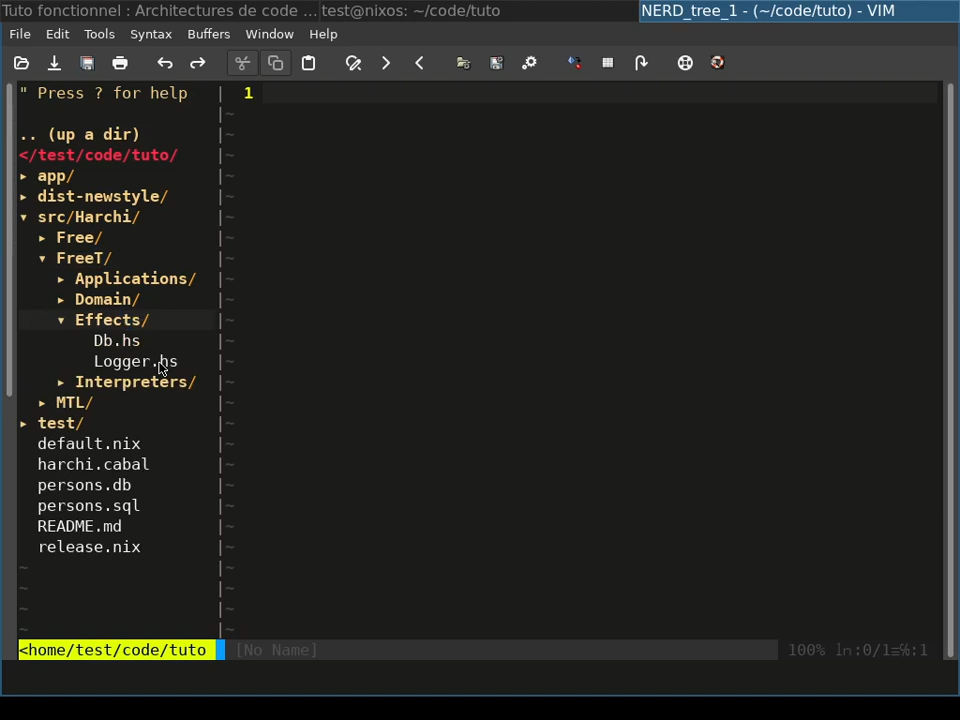 Tuto fonctionnel : Architectures de code ... test@nixos: ~/code/tuto NERD_tree_1 - (~/code/tuto) - VIM
File Edit Tools Syntax Buffers Window Help
" Press ? for help | 1
|~
.. (up a dir) |~
</test/code/tuto/ |~
▸ app/ |~
▸ dist-newstyle/ |~
▾ src/Harchi/ |~
▸ Free/ |~
▾ FreeT/ |~
▸ Applications/ |~
▸ Domain/ |~
▾ Effects/ |~
Db.hs |~
Logger.hs |~
▸ Interpreters/ |~
▸ MTL/ |~
▸ test/ |~
default.nix |~
harchi.cabal |~
persons.db |~
persons.sql |~
README.md |~
release.nix |~
~ |~
~ |~
~ |~
~ |~
<home/test/code/tuto [No Name] 100% ln:0/1≡℅:1